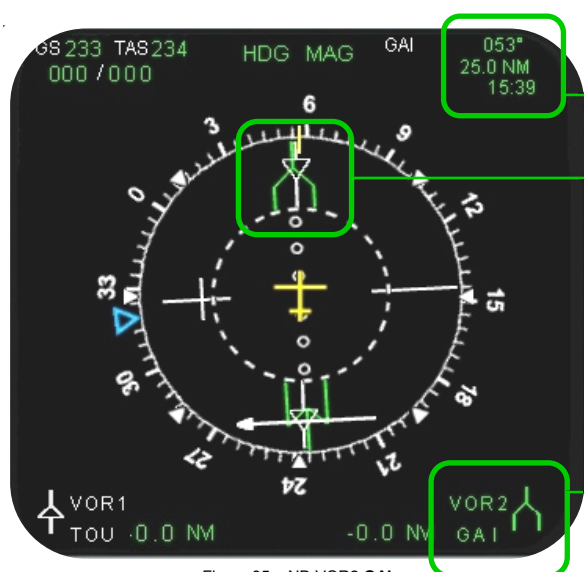 GS 233 TAS 234
HDG MAG
GAI
053°
000 / 000
25.0 NM
15:39
3
6
9
0
12
33
15
30
18
27
24
21
VOR1
VOR2
TOU -0.0 NM
-0.0 NM
GAI